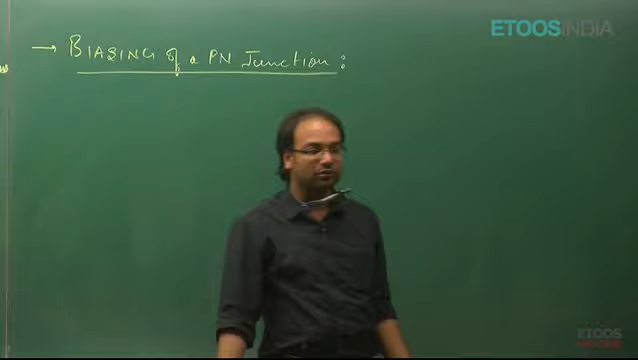 ETOOSINDIA
→ BIASING of a PN Junction :
ETOOS